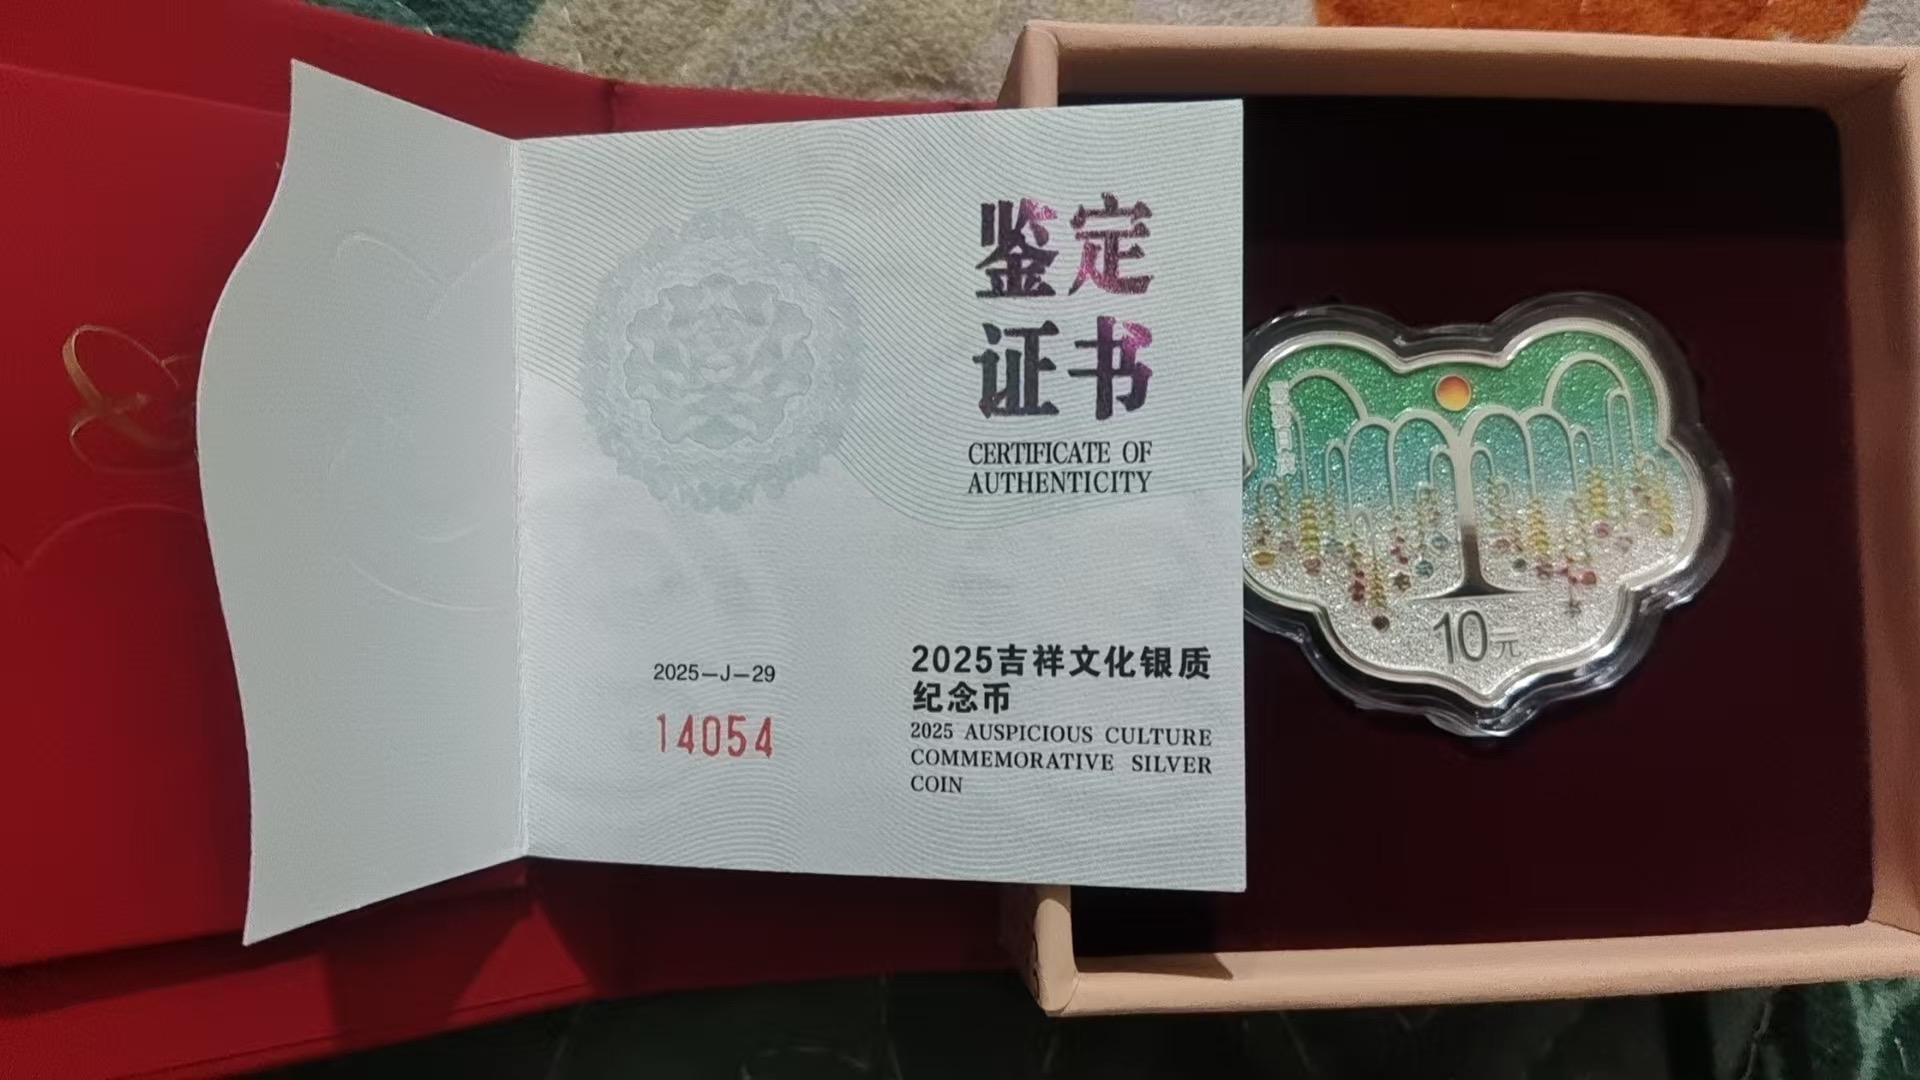 鉴定
证书
CERTIFICATE OF
AUTHENTICITY
2025—J—29
14054
2025吉祥文化银质
纪念币
2025 AUSPICIOUS CULTURE
COMMEMORATIVE SILVER
COIN
10元